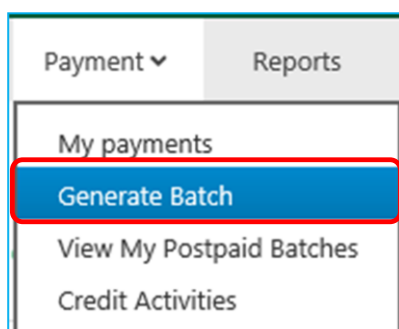 Payment Reports
My payments
Generate Batch
View My Postpaid Batches
Credit Activities